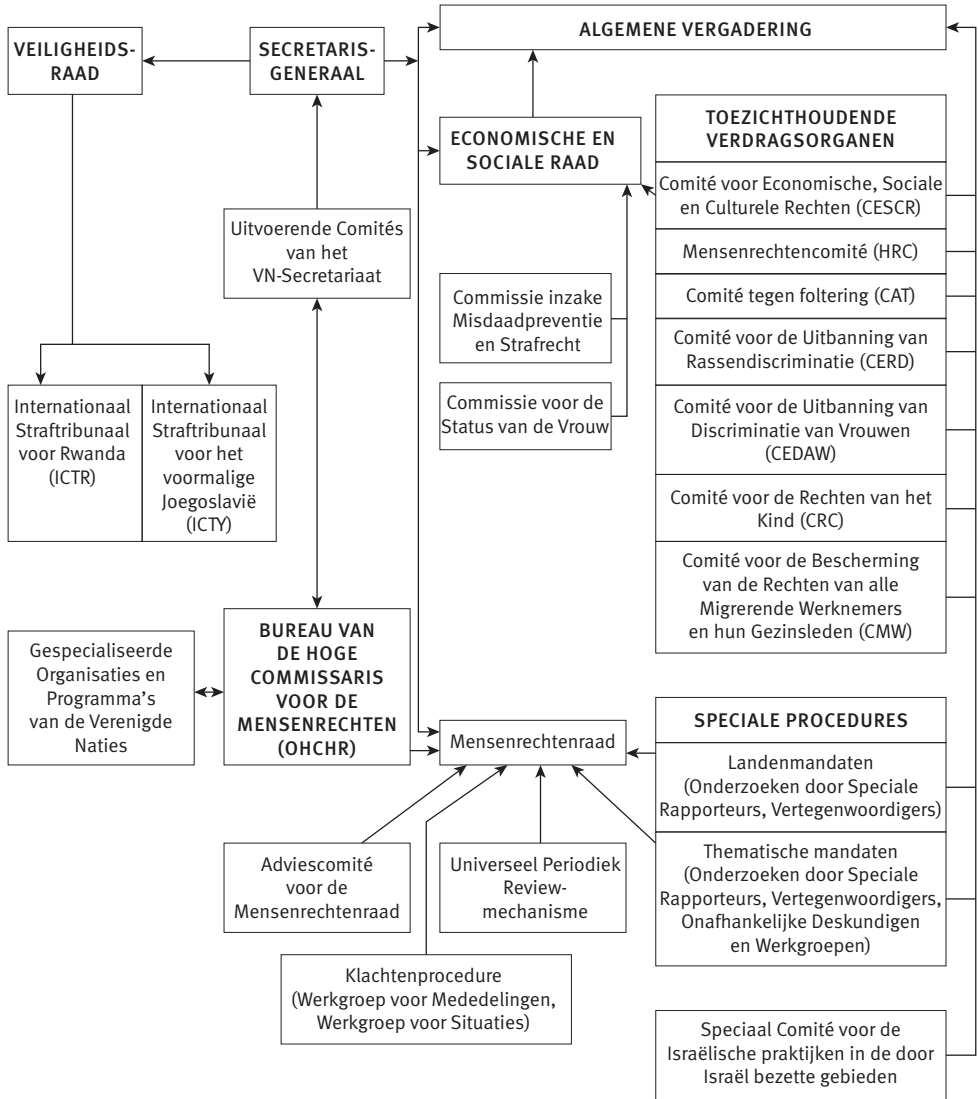 ALGEMENE VERGADERING
VEILIGHEIDS-
RAAD
SECRETARIS-
GENERAAL
ECONOMISCHE EN
SOCIALE RAAD
TOEZICHTHOUDENDE
VERDRAGSORGANEN
Comité voor Economische, Sociale
en Culturele Rechten (CESCR)
Mensenrechtencomité (HRC)
Comité tegen foltering (CAT)
Comité voor de Uitbanning van
Rassendiscriminatie (CERD)
Comité voor de Uitbanning van
Discriminatie van Vrouwen
(CEDAW)
Comité voor de Rechten van het
Kind (CRC)
Comité voor de Bescherming
van de Rechten van alle
Migrerende Werknemers
en hun Gezinsleden (CMW)
Uitvoerende Comités
van het
VN-Secretariaat
Commissie inzake
Misdaadpreventie
en Strafrecht
Commissie voor de
Status van de Vrouw
Internationaal
Straftribunaal
voor Rwanda
(ICTR)
Internationaal
Straftribunaal
voor het
voormalige
Joegoslavië
(ICTY)
Gespecialiseerde
Organisaties en
Programma's
van de Verenigde
Naties
BUREAU VAN
DE HOGE
COMMISSARIS
VOOR DE
MENSENRECHTEN
(OHCHR)
Mensenrechtenraad
SPECIALE PROCEDURES
Landenmandaten
(Onderzoeken door Speciale
Rapporteurs, Vertegenwoordigers)
Thematische mandaten
(Onderzoeken door Speciale
Rapporteurs, Vertegenwoordigers,
Onafhankelijke Deskundigen
en Werkgroepen)
Adviescomité
voor de
Mensenrechtenraad
Universeel Periodiek
Review-
mechanisme
Klachtenprocedure
(Werkgroep voor Mededelingen,
Werkgroep voor Situaties)
Speciaal Comité voor de
Israëlische praktijken in de door
Israël bezette gebieden